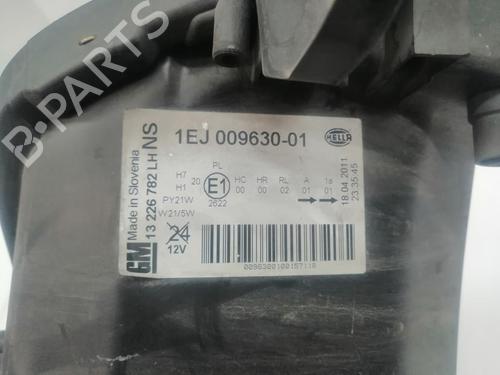 1EJ 009630-01
HELLA
GM
Made in Slovenia
13 226 782 LH NS
PL
H7
H1
20
E1
HC HR RL A 1a
00 00 02 01 01
2622
PY21W
W21/5W
24
12V
18 04 2011
23:35:45
0096300100157118
B-PARTS